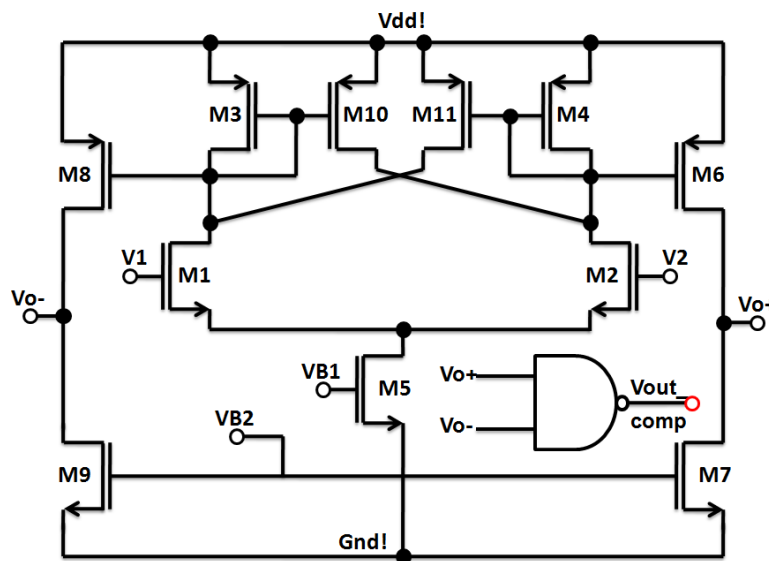 Vdd!
M3
M10
M11
M4
M8
M6
V1
V2
M1
M2
Vo-
Vo-
VB1
M5
Vo+
Vout_
VB2
Vo-
comp
M9
M7
Gnd!